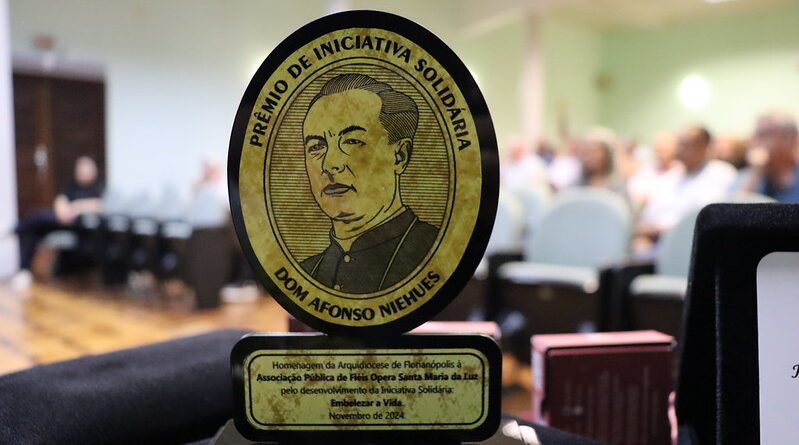 PRÊMIO DE INICIATIVA SOLIDÁRIA
DOM AFONSO NIEHUES
Homenagem da Arquidiocese de Florianópolis à
Associação Pública de Fiéis Opera Santa Maria da Luz
pelo desenvolvimento da Iniciativa Solidária:
Embelezar a Vida.
Novembro de 2024.